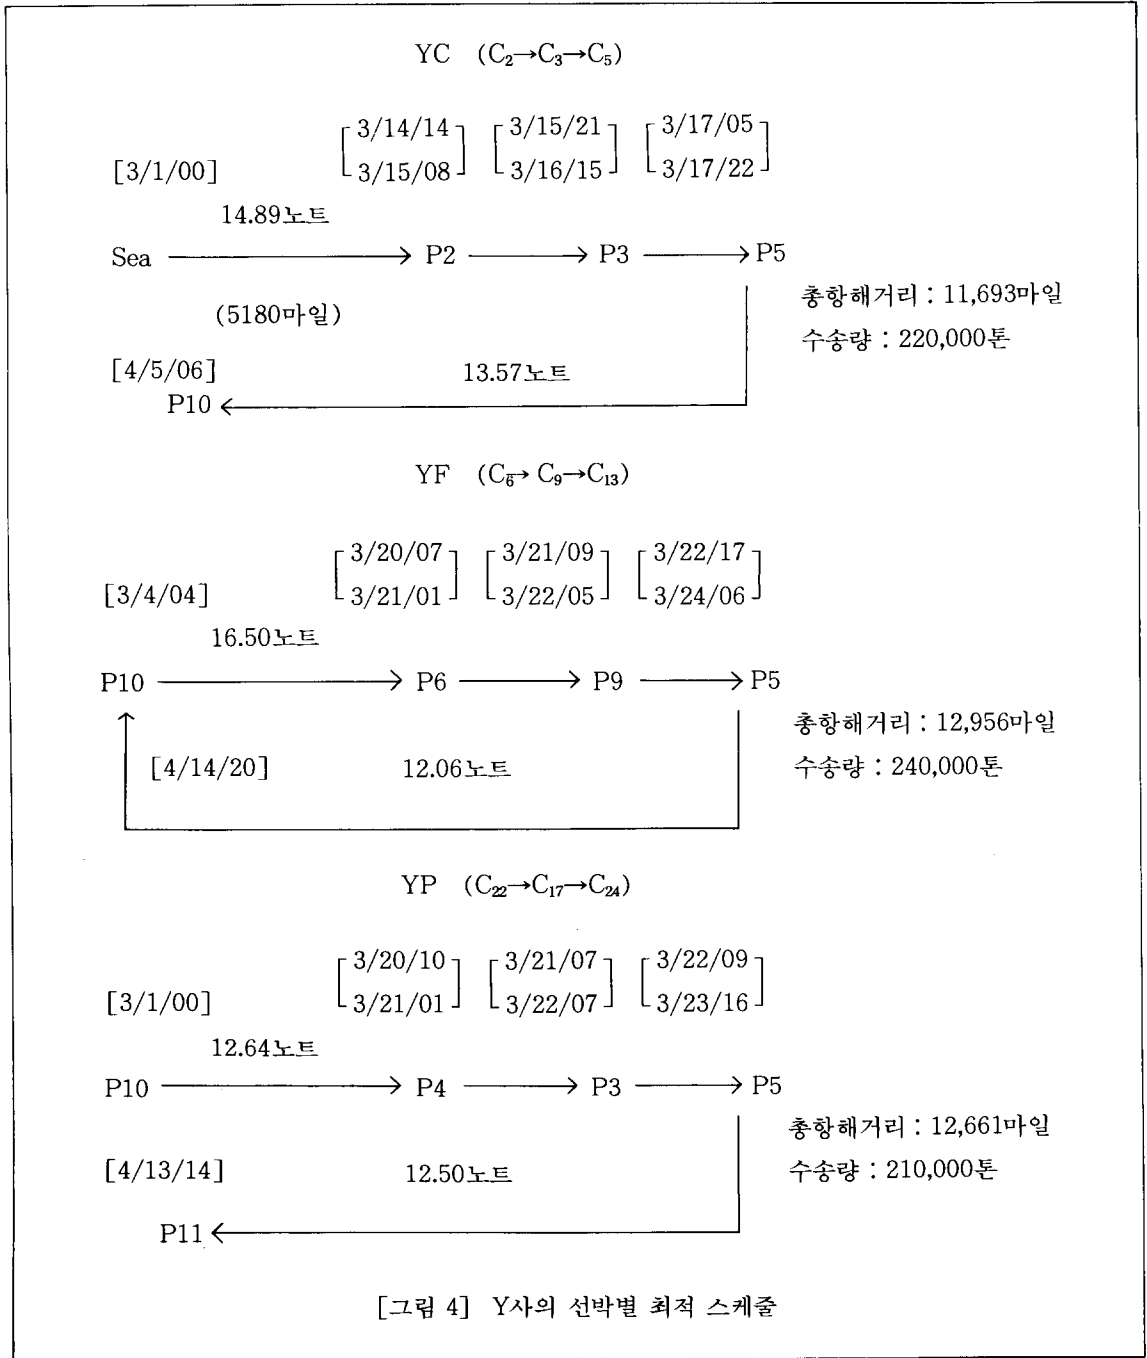 YC (C₂→C₃→C₅)
[3/14/14 3/15/08] [3/15/21 3/16/15] [3/17/05 3/17/22]
[3/1/00]
14.89노트
Sea → P2 → P3 → P5
(5180마일)
총항해거리 : 11,693마일
수송량 : 220,000톤
[4/5/06]
13.57노트
P10
YF (C₆→C₉→C₁₃)
[3/20/07 3/21/01] [3/21/09 3/22/05] [3/22/17 3/24/06]
[3/4/04]
16.50노트
P10 → P6 → P9 → P5
총항해거리 : 12,956마일
수송량 : 240,000톤
[4/14/20]
12.06노트
YP (C₂₂→C₁₇→C₂₄)
[3/20/10 3/21/01] [3/21/07 3/22/07] [3/22/09 3/23/16]
[3/1/00]
12.64노트
P10 → P4 → P3 → P5
총항해거리 : 12,661마일
수송량 : 210,000톤
[4/13/14]
12.50노트
P11
[그림 4] Y사의 선박별 최적 스케줄